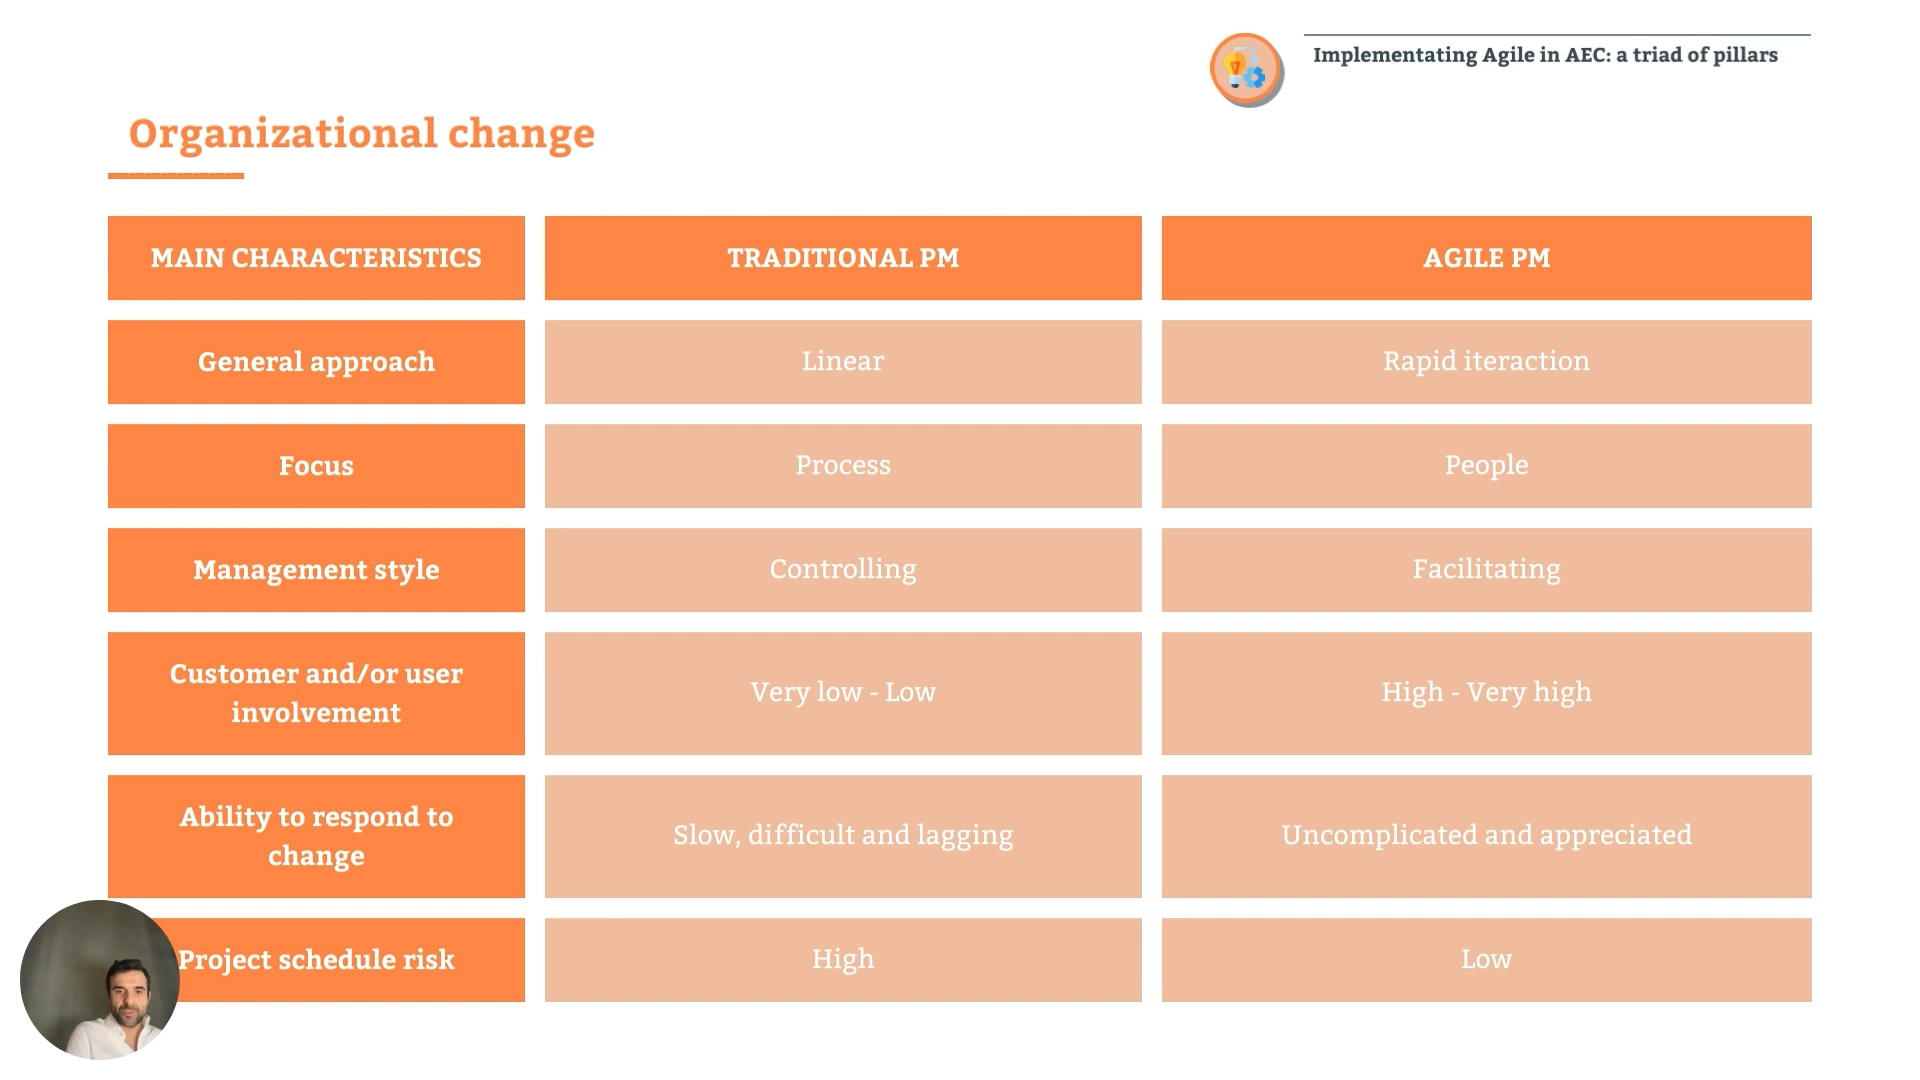 Implementating Agile in AEC: a triad of pillars
Organizational change
MAIN CHARACTERISTICS
TRADITIONAL PM
AGILE PM
General approach
Linear
Rapid iteraction
Focus
Process
People
Management style
Controlling
Facilitating
Customer and/or user
involvement
Very low - Low
High - Very high
Ability to respond to
change
Slow, difficult and lagging
Uncomplicated and appreciated
Project schedule risk
High
Low